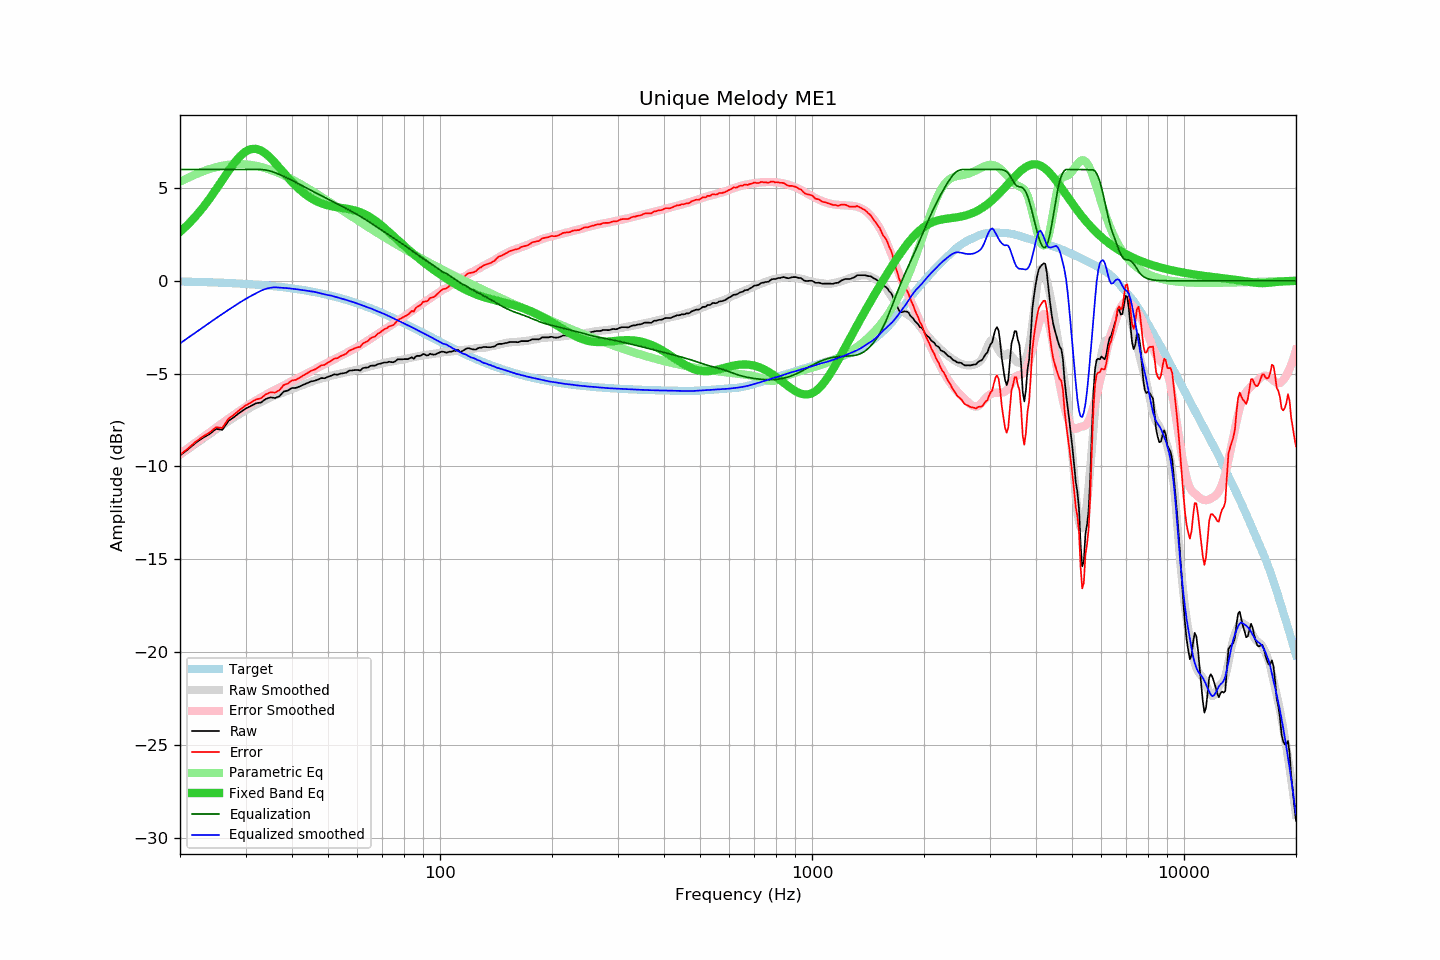 Unique Melody ME1
Amplitude (dBr)
5
0
−5
−10
−15
−20
−25
−30
Target
Raw Smoothed
Error Smoothed
Raw
Error
Parametric Eq
Fixed Band Eq
Equalization
Equalized smoothed
100 1000 10000
Frequency (Hz)